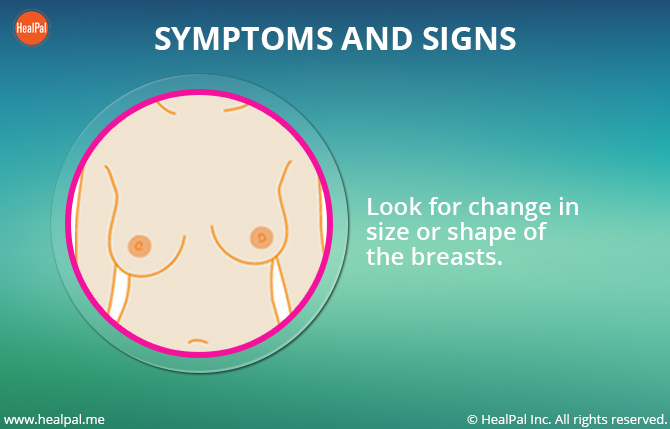 HealPal
SYMPTOMS AND SIGNS
Look for change in
size or shape of
the breasts.
www.healpal.me
© HealPal Inc. All rights reserved.